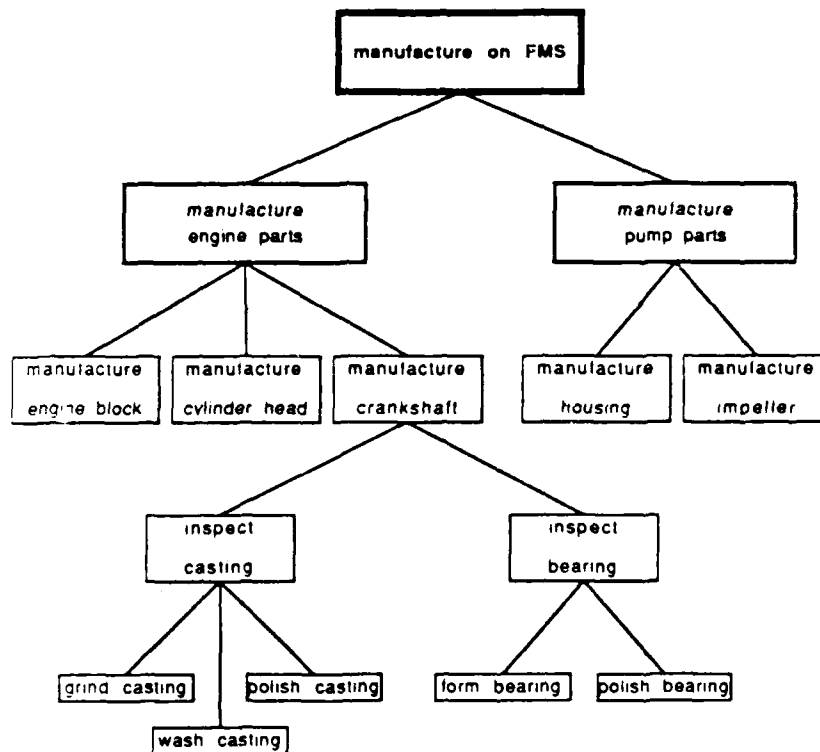 manufacture on FMS
manufacture
engine parts
manufacture
pump parts
manufacture
engine block
manufacture
cylinder head
manufacture
crankshaft
manufacture
housing
manufacture
impeller
inspect
casting
inspect
bearing
grind casting
polish casting
form bearing
polish bearing
wash casting